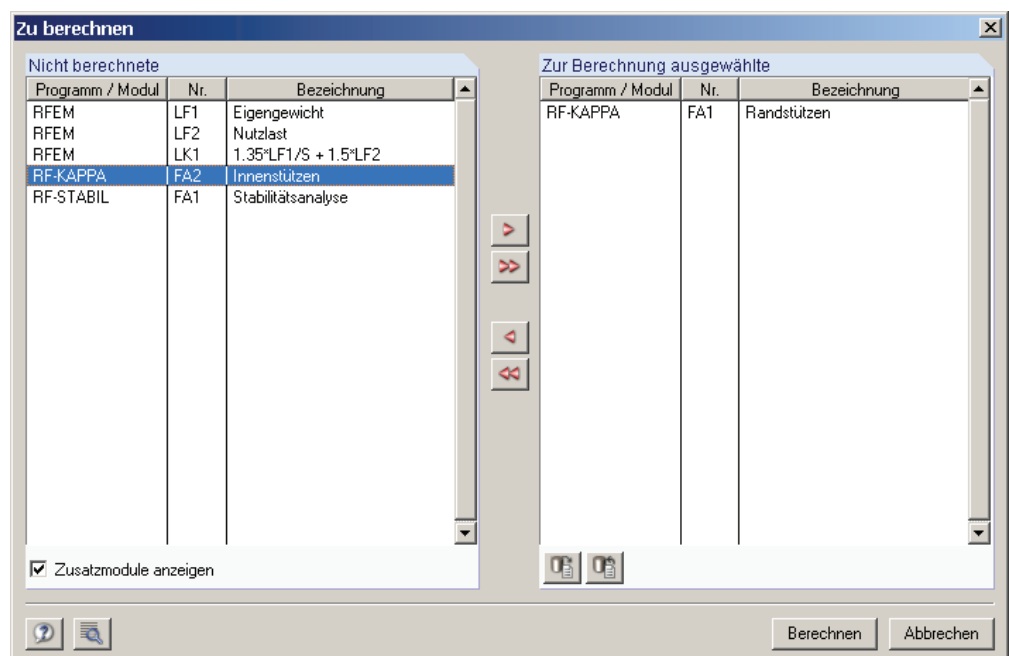 Zu berechnen
Nicht berechnete
Programm / Modul Nr. Bezeichnung
RFEM LF1 Eigengewicht
RFEM LF2 Nutzlast
RFEM LK1 1.35*LF1/S + 1.5*LF2
RF-KAPPA FA2 Innenstützen
RF-STABIL FA1 Stabilitätsanalyse
Zusatzmodule anzeigen
Zur Berechnung ausgewählte
Programm / Modul Nr. Bezeichnung
RF-KAPPA FA1 Randstützen
Berechnen Abbrechen